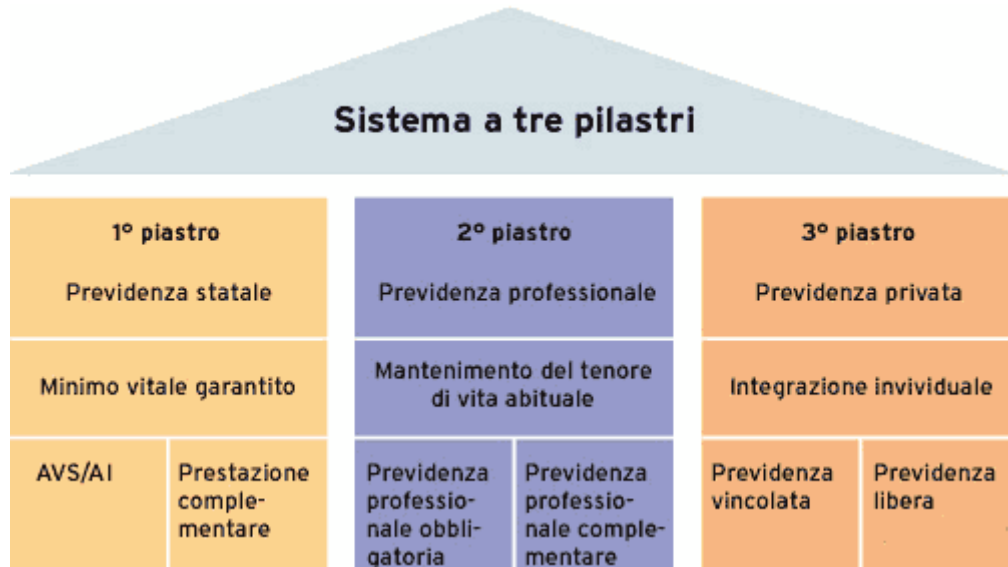 Sistema a tre pilastri
1° piastro
Previdenza statale
Minimo vitale garantito
AVS/AI
Prestazione
comple-
mentare
2° piastro
Previdenza professionale
Mantenimento del tenore
di vita abituale
Previdenza
professio-
nale obbli-
gatoria
Previdenza
professio-
nale comple-
mentare
3° piastro
Previdenza privata
Integrazione invividuale
Previdenza
vincolata
Previdenza
libera